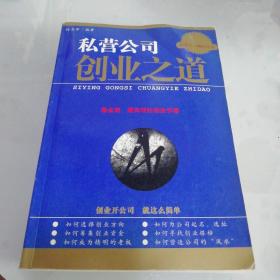 私营公司
创业之道
SIYING GONGSI CHUANGYIE ZHIDAO
创业开公司 就这么简单
●如何选择创业方向
●如何筹集创业资金
●如何成为精明的老板
●如何为公司起名、选址
●如何寻找创业搭档
●如何营造公司的“风水”